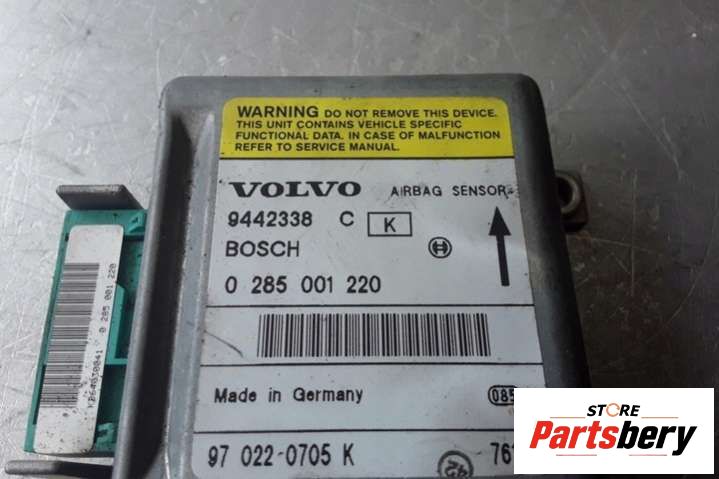 WARNING DO NOT REMOVE THIS DEVICE.
THIS UNIT CONTAINS VEHICLE SPECIFIC
FUNCTIONAL DATA. IN CASE OF MALFUNCTION
REFER TO SERVICE MANUAL.
VOLVO AIRBAG SENSOR
9442338 C K
BOSCH
0 285 001 220
Made in Germany
97 022-0705 K
42
0 285 001 220
STORE
Partsbery